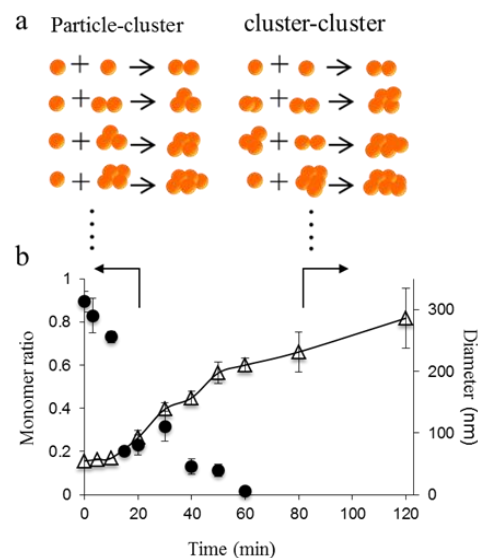 a
Particle-cluster cluster-cluster
+ +
+ +
+ +
+ +
b
1
0.8
0.6
0.4
0.2
0
Monomer ratio
300
200
100
0
Diameter (nm)
0 20 40 60 80 100 120
Time (min)